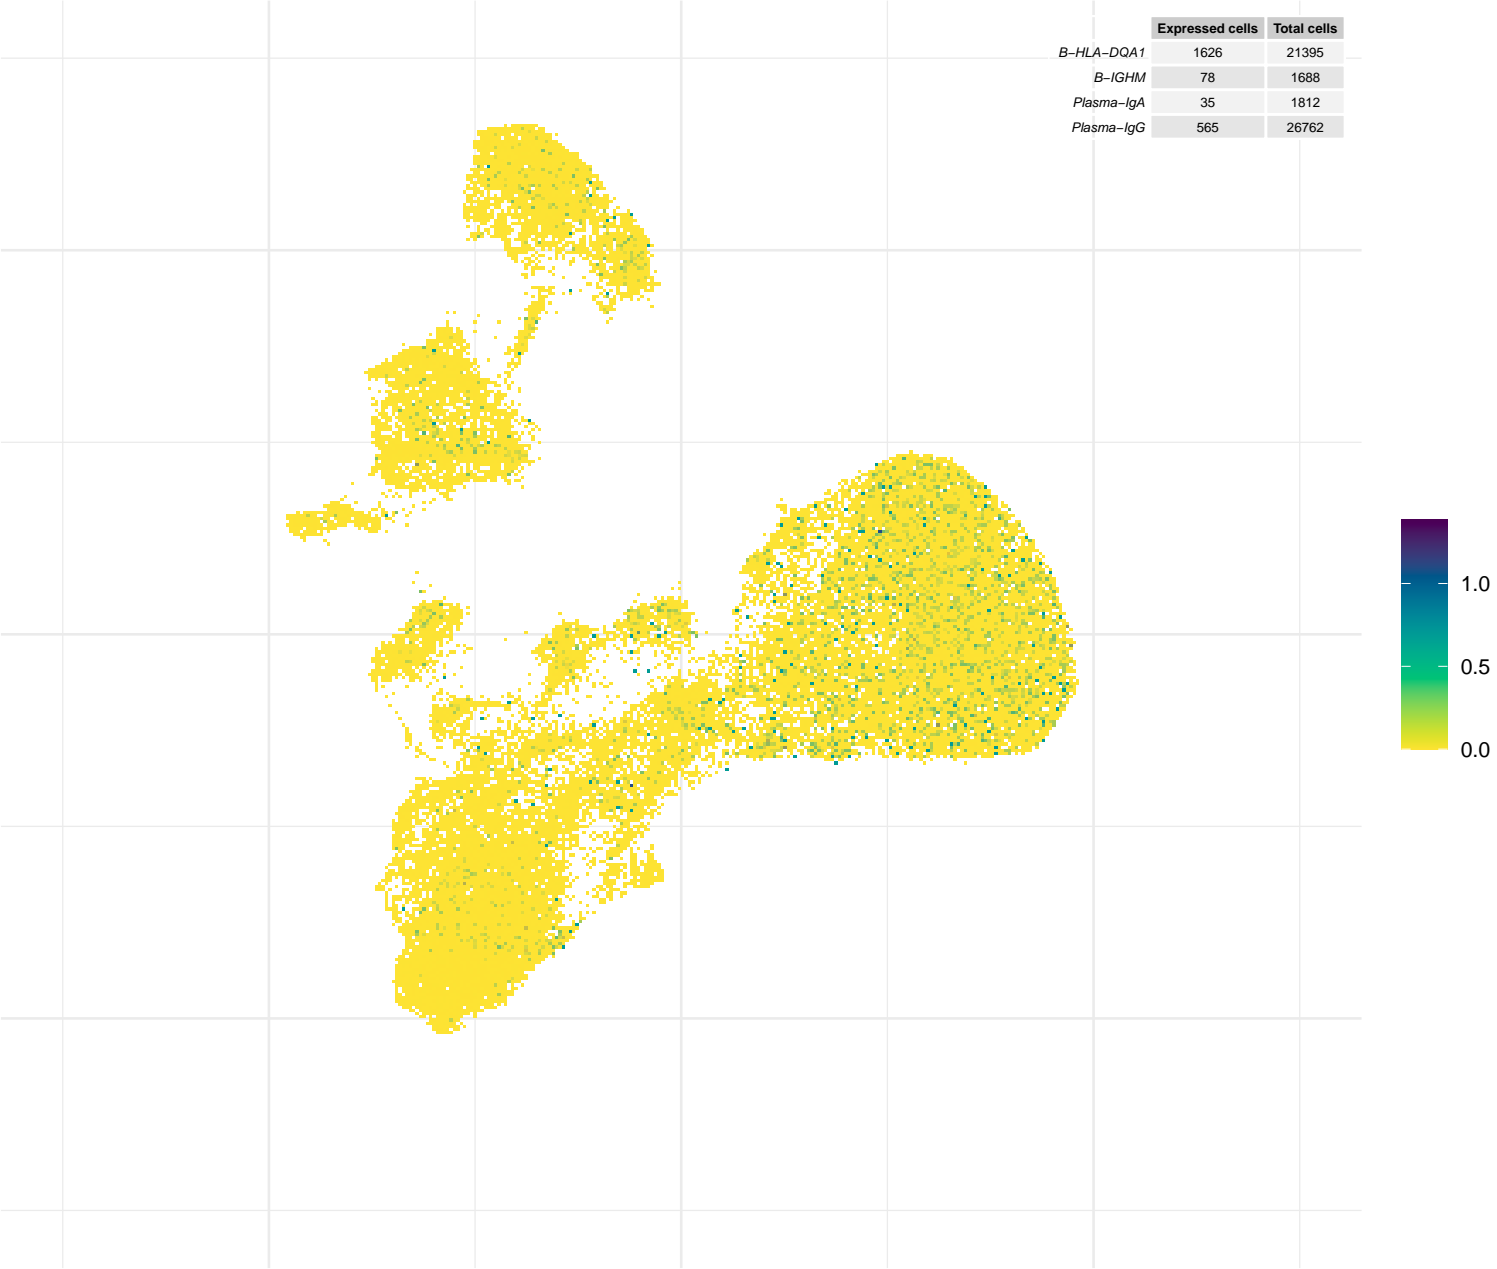 Expressed cells Total cells
B−HLA−DQA1 1626 21395
B−IGHM 78 1688
Plasma−IgA 35 1812
Plasma−IgG 565 26762
1.0
0.5
0.0